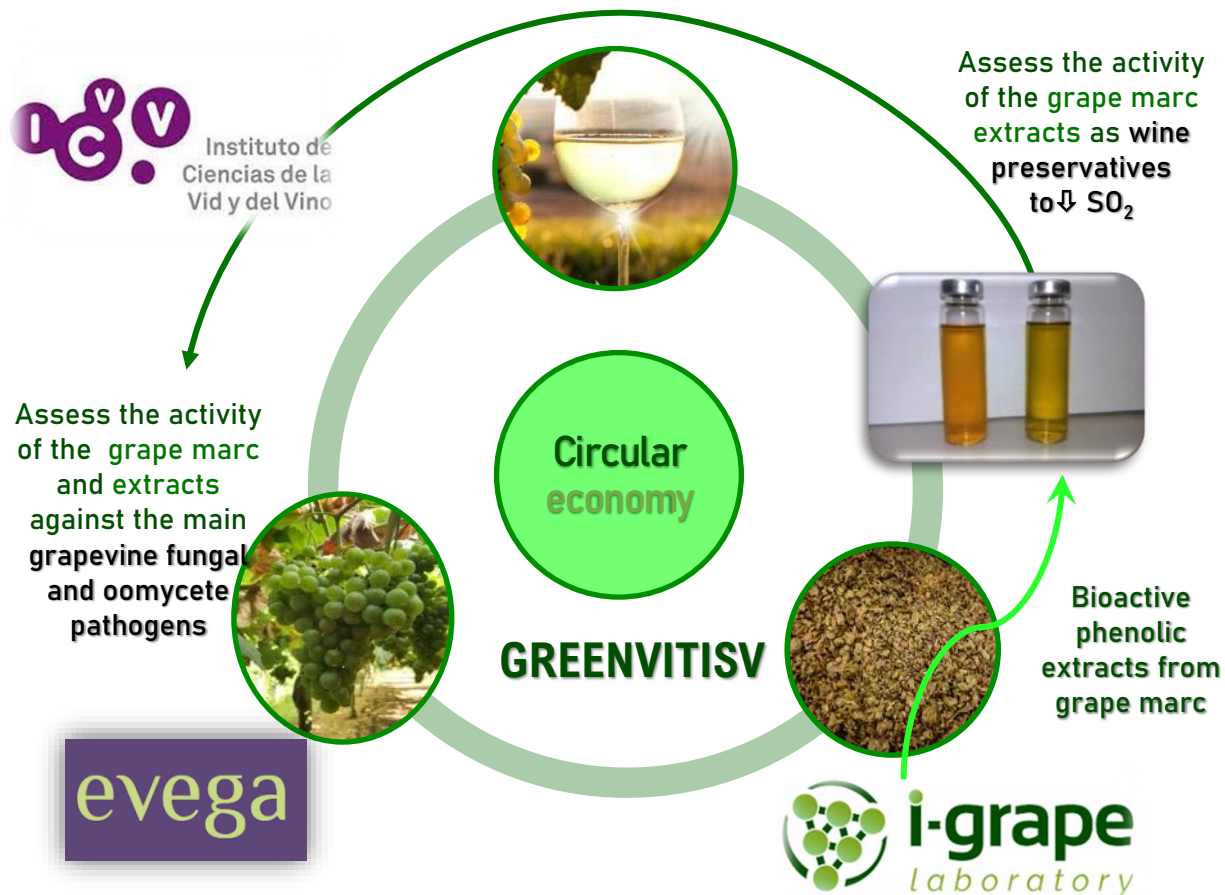 ICVV
Instituto de
Ciencias de la
Vid y del Vino
Assess the activity
of the grape marc
extracts as wine
preservatives
to⇩ SO₂
Assess the activity
of the grape marc
and extracts
against the main
grapevine fungal
and oomycete
pathogens
Circular
economy
GREENVITISV
Bioactive
phenolic
extracts from
grape marc
evega
i-grape
laboratory